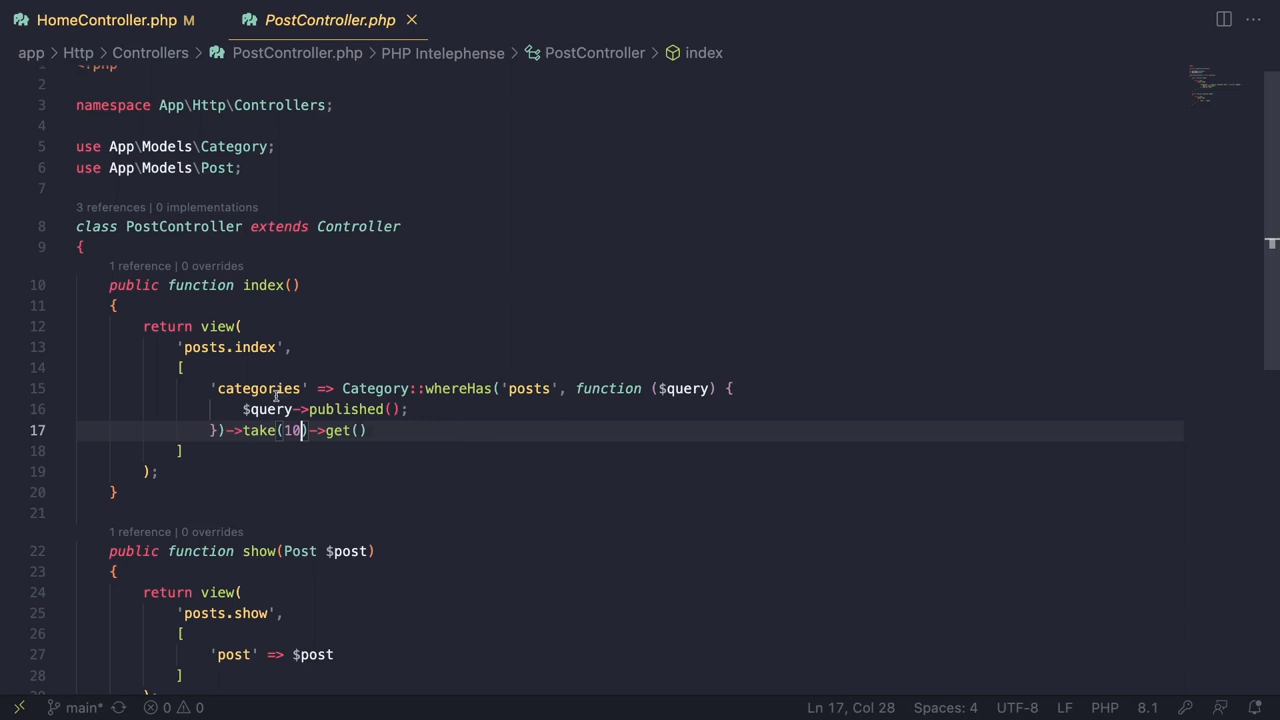 HomeController.php M PostController.php
app > Http > Controllers > PostController.php > PHP Intelephense > PostController > index
1 <?php
2
3 namespace App\Http\Controllers;
4
5 use App\Models\Category;
6 use App\Models\Post;
7
3 references | 0 implementations
8 class PostController extends Controller
9 {
1 reference | 0 overrides
10 public function index()
11 {
12 return view(
13 'posts.index',
14 [
15 'categories' => Category::whereHas('posts', function ($query) {
16 $query->published();
17 })->take(10)->get()
18 ]
19 );
20 }
21
1 reference | 0 overrides
22 public function show(Post $post)
23 {
24 return view(
25 'posts.show',
26 [
27 'post' => $post
28 ]
29 );
main* 0 0 Ln 17, Col 28 Spaces: 4 UTF-8 LF PHP 8.1